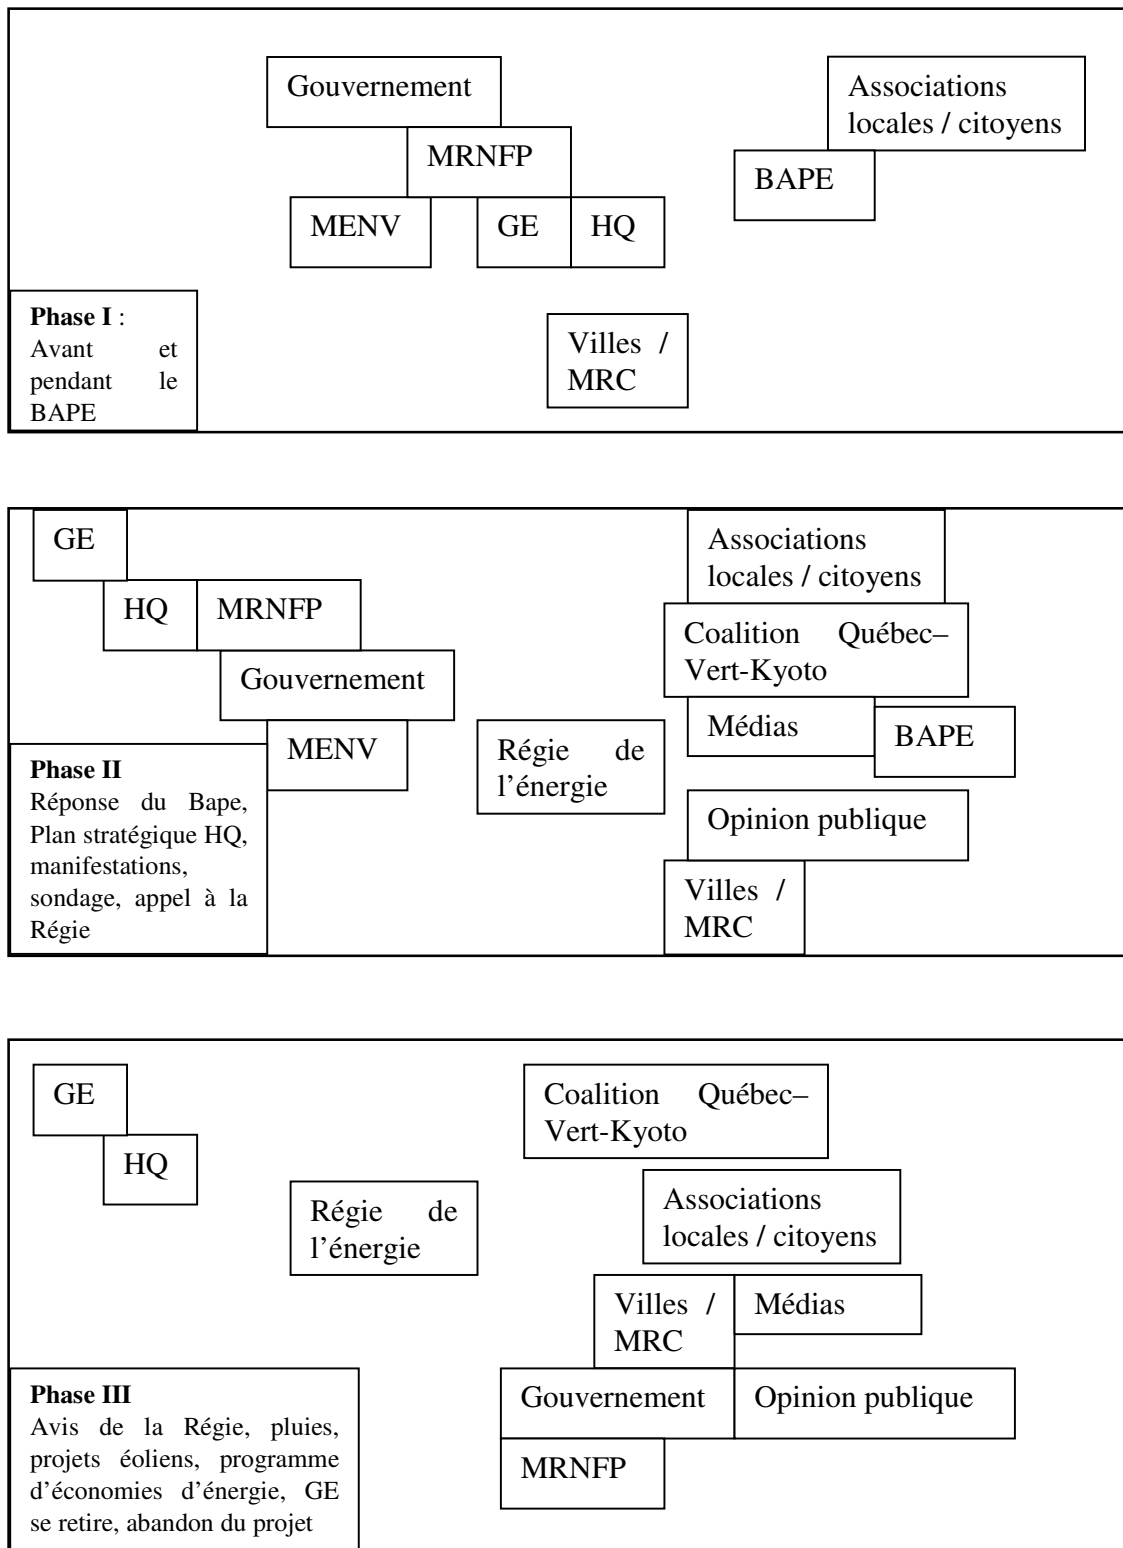 Gouvernement
Associations
locales / citoyens
MRNFP
BAPE
MENV
GE
HQ
Phase I :
Avant et
pendant le
BAPE
Villes /
MRC
GE
Associations
locales / citoyens
HQ
MRNFP
Coalition Québec–
Vert-Kyoto
Gouvernement
Médias
BAPE
MENV
Régie de
l’énergie
Phase II
Réponse du Bape,
Plan stratégique HQ,
manifestations,
sondage, appel à la
Régie
Opinion publique
Villes /
MRC
GE
Coalition Québec–
Vert-Kyoto
HQ
Régie de
l’énergie
Associations
locales / citoyens
Villes /
MRC
Médias
Gouvernement
Opinion publique
MRNFP
Phase III
Avis de la Régie, pluies,
projets éoliens, programme
d’économies d’énergie, GE
se retire, abandon du projet